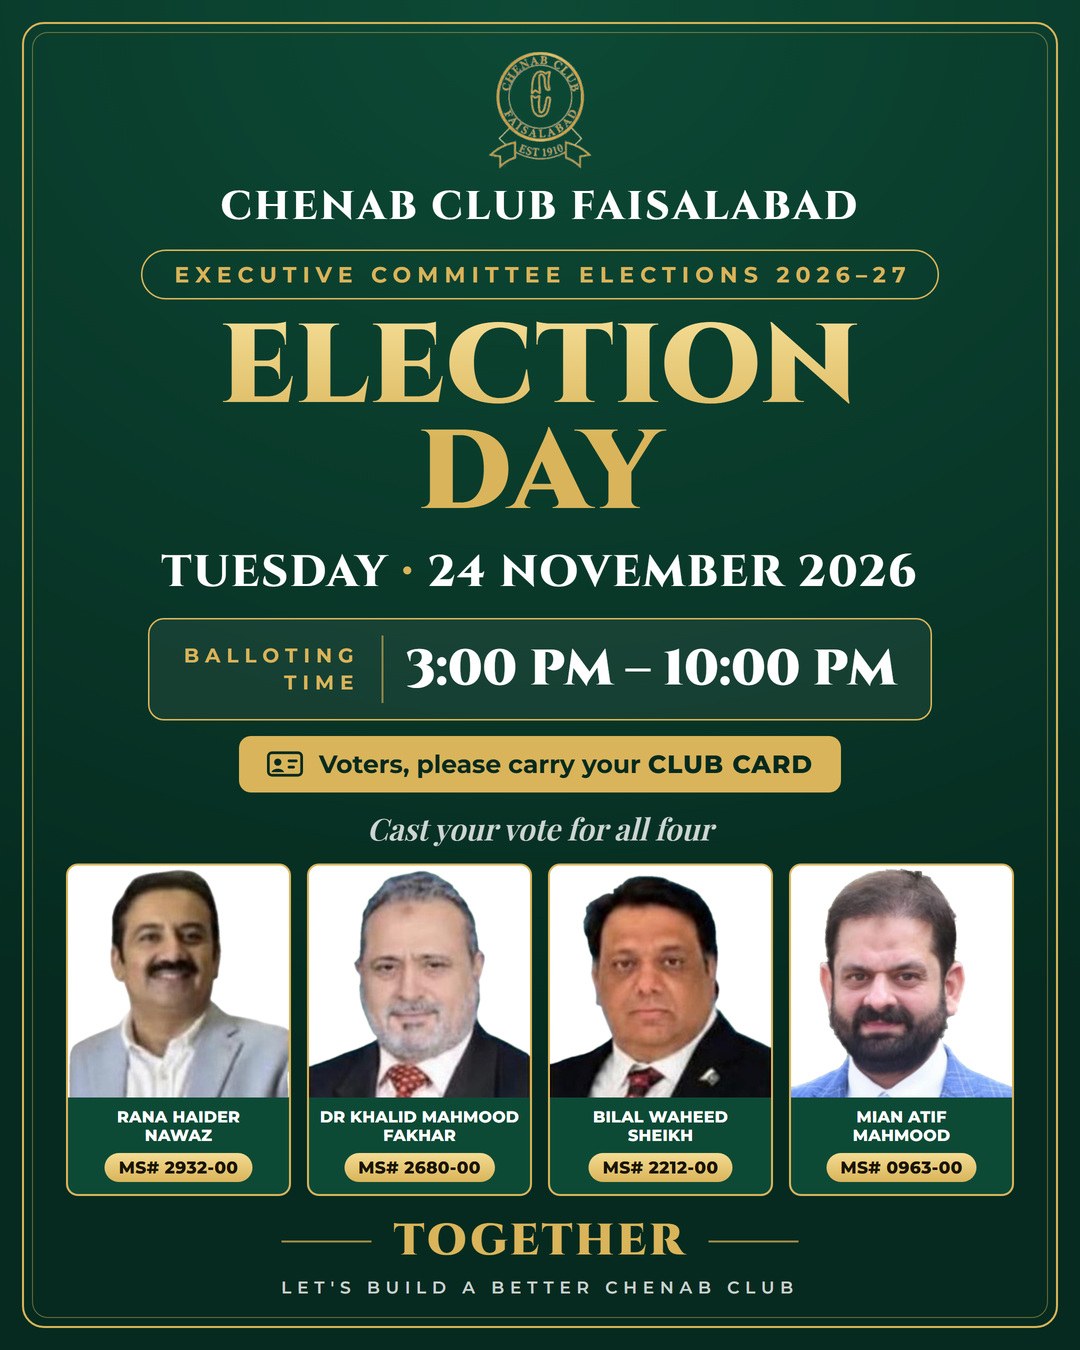 CHENAB CLUB
C
FAISALABAD
EST 1910
CHENAB CLUB FAISALABAD
EXECUTIVE COMMITTEE ELECTIONS 2026–27
ELECTION
DAY
TUESDAY · 24 NOVEMBER 2026
BALLOTING
TIME
3:00 PM – 10:00 PM
Voters, please carry your CLUB CARD
Cast your vote for all four
RANA HAIDER
NAWAZ
MS# 2932-00
DR KHALID MAHMOOD
FAKHAR
MS# 2680-00
BILAL WAHEED
SHEIKH
MS# 2212-00
MIAN ATIF
MAHMOOD
MS# 0963-00
TOGETHER
LET'S BUILD A BETTER CHENAB CLUB